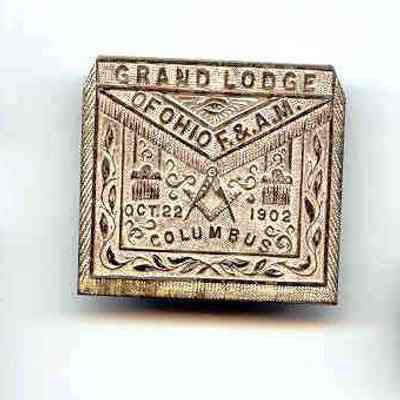 GRAND LODGE
OF OHIO F. & A. M.
OCT. 22 1902
COLUMBUS